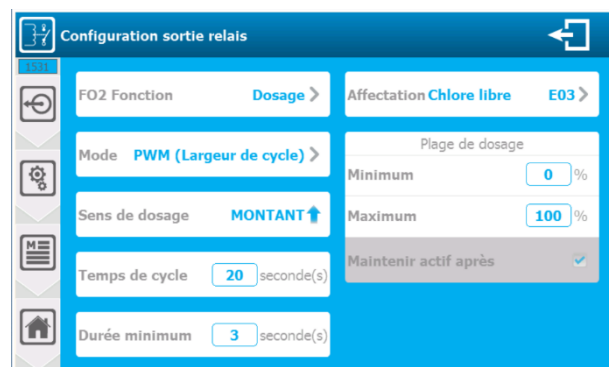 Configuration sortie relais
1531
FO2 Fonction Dosage
Affectation Chlore libre E03
Mode PWM (Largeur de cycle)
Plage de dosage
Minimum 0 %
Sens de dosage MONTANT
Maximum 100 %
Maintenir actif après
Temps de cycle 20 seconde(s)
Durée minimum 3 seconde(s)